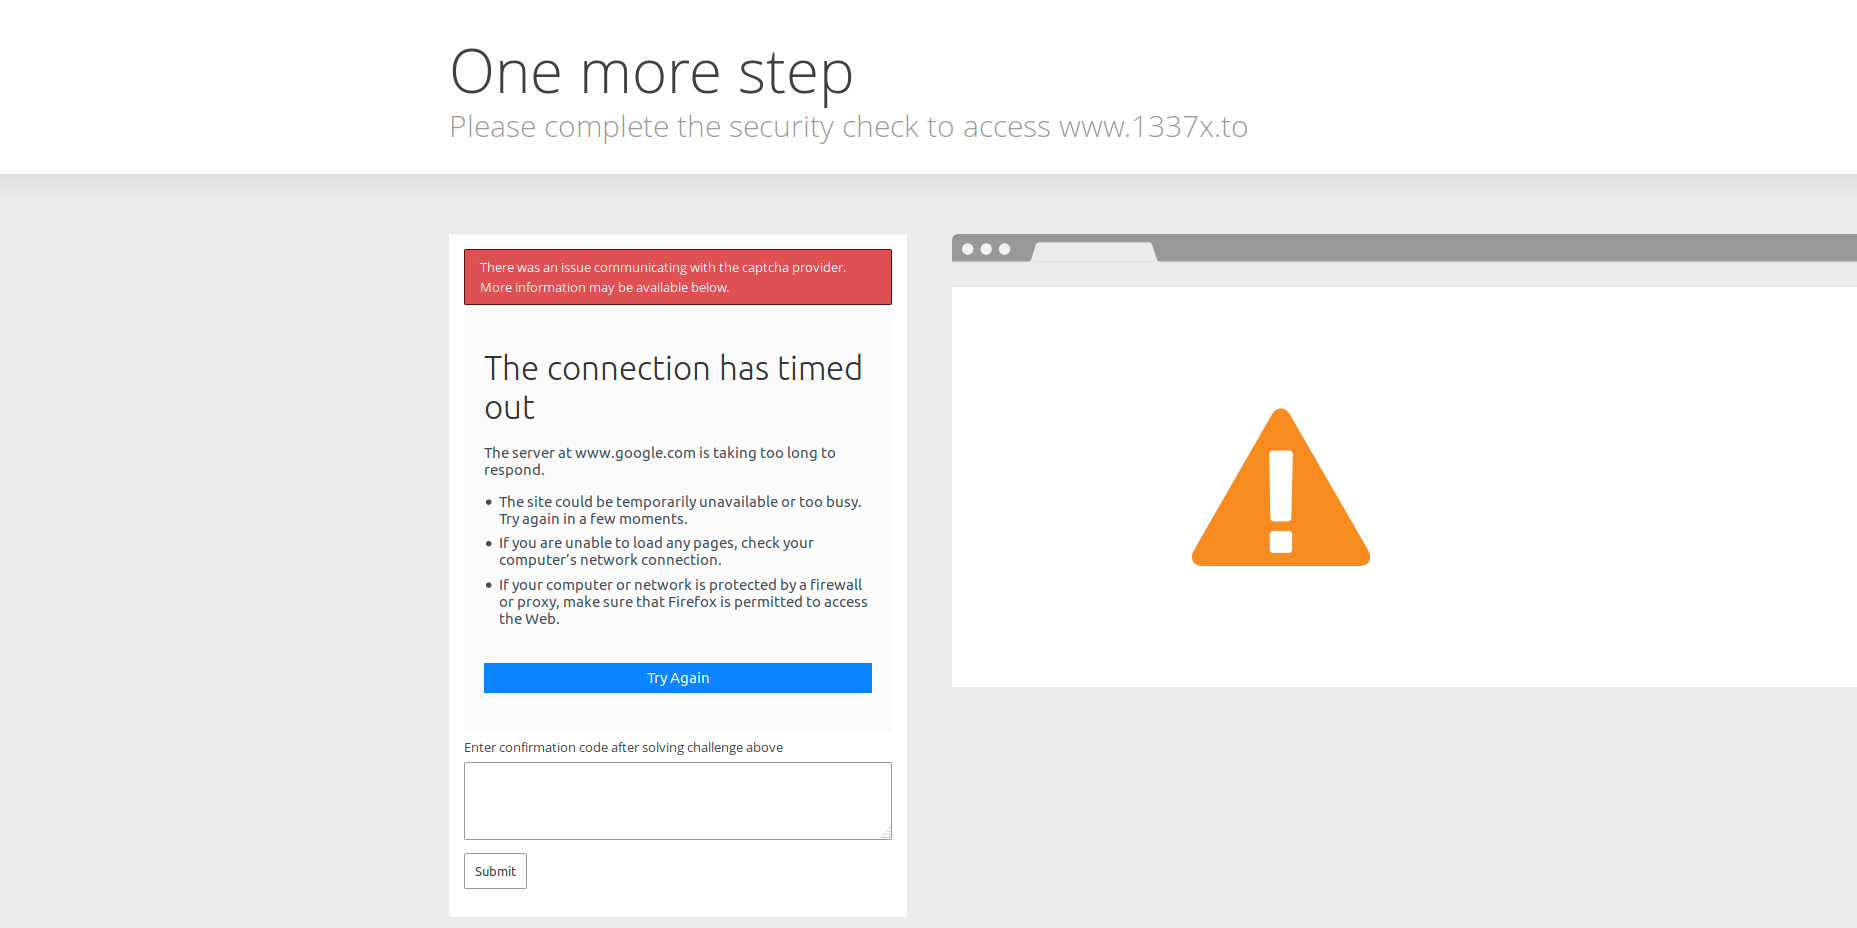 One more step
Please complete the security check to access www.1337x.to
There was an issue communicating with the captcha provider.
More information may be available below.
The connection has timed
out
The server at www.google.com is taking too long to
respond.
• The site could be temporarily unavailable or too busy.
Try again in a few moments.
• If you are unable to load any pages, check your
computer’s network connection.
• If your computer or network is protected by a firewall
or proxy, make sure that Firefox is permitted to access
the Web.
Try Again
Enter confirmation code after solving challenge above
Submit